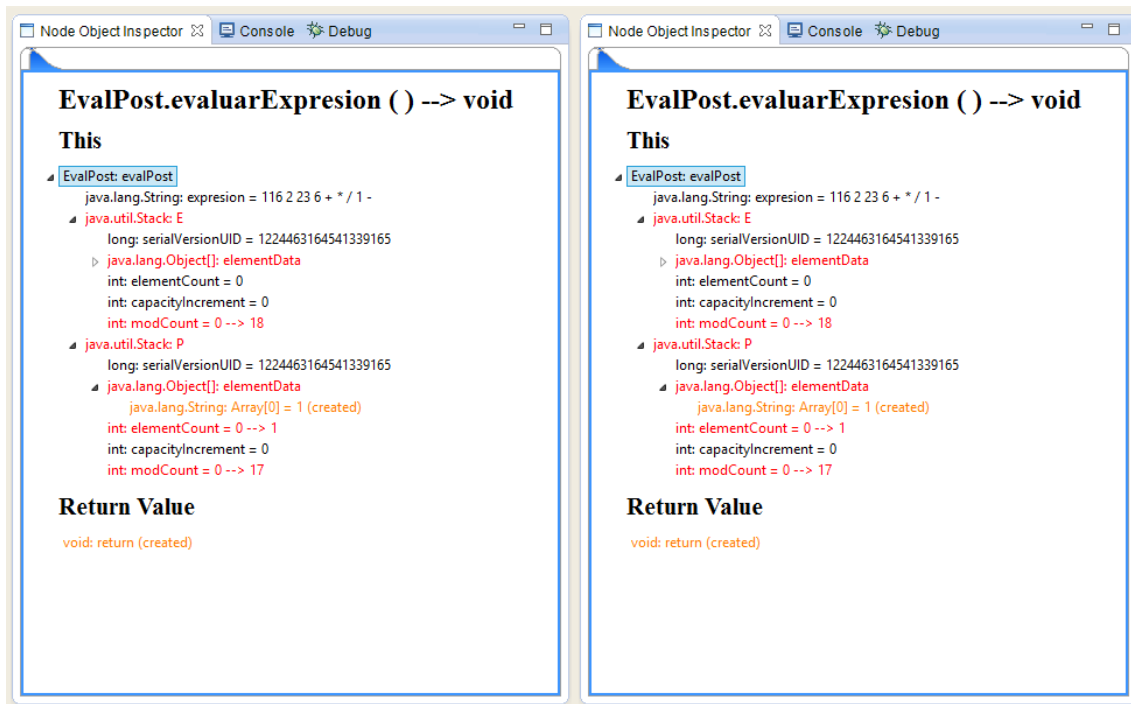 Node Object Inspector Console Debug
EvalPost.evaluarExpresion ( ) --> void
This
EvalPost: evalPost
java.lang.String: expresion = 116 2 23 6 + * / 1 -
java.util.Stack: E
long: serialVersionUID = 1224463164541339165
java.lang.Object[]: elementData
int: elementCount = 0
int: capacityIncrement = 0
int: modCount = 0 --> 18
java.util.Stack: P
long: serialVersionUID = 1224463164541339165
java.lang.Object[]: elementData
java.lang.String: Array[0] = 1 (created)
int: elementCount = 0 --> 1
int: capacityIncrement = 0
int: modCount = 0 --> 17
Return Value
void: return (created)
Node Object Inspector Console Debug
EvalPost.evaluarExpresion ( ) --> void
This
EvalPost: evalPost
java.lang.String: expresion = 116 2 23 6 + * / 1 -
java.util.Stack: E
long: serialVersionUID = 1224463164541339165
java.lang.Object[]: elementData
int: elementCount = 0
int: capacityIncrement = 0
int: modCount = 0 --> 18
java.util.Stack: P
long: serialVersionUID = 1224463164541339165
java.lang.Object[]: elementData
java.lang.String: Array[0] = 1 (created)
int: elementCount = 0 --> 1
int: capacityIncrement = 0
int: modCount = 0 --> 17
Return Value
void: return (created)